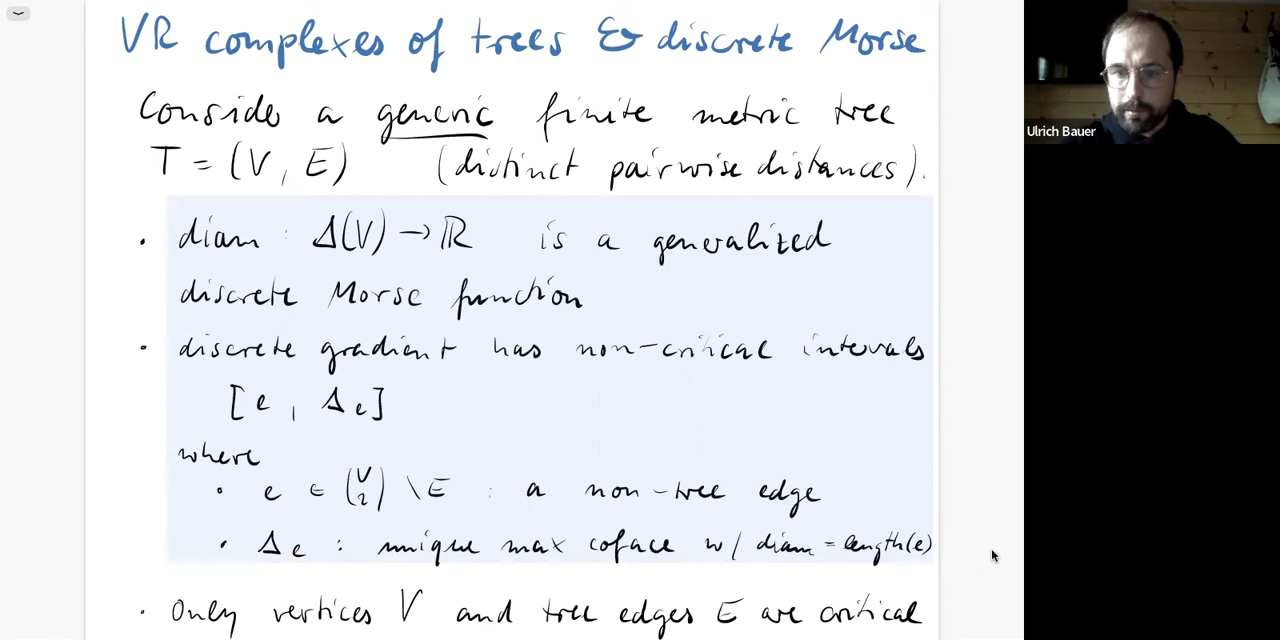 VR complexes of trees & discrete Morse
Consider a generic finite metric tree
T = (V, E) (distinct pairwise distances).
• diam : Δ(V) → ℝ is a generalized
discrete Morse function
• discrete gradient has non-critical intervals
[e, Δe]
where
• e ∈ (V 2) \ E : a non-tree edge
• Δe : unique max coface w/ diam = length(e)
• Only vertices V and tree edges E are critical
Ulrich Bauer